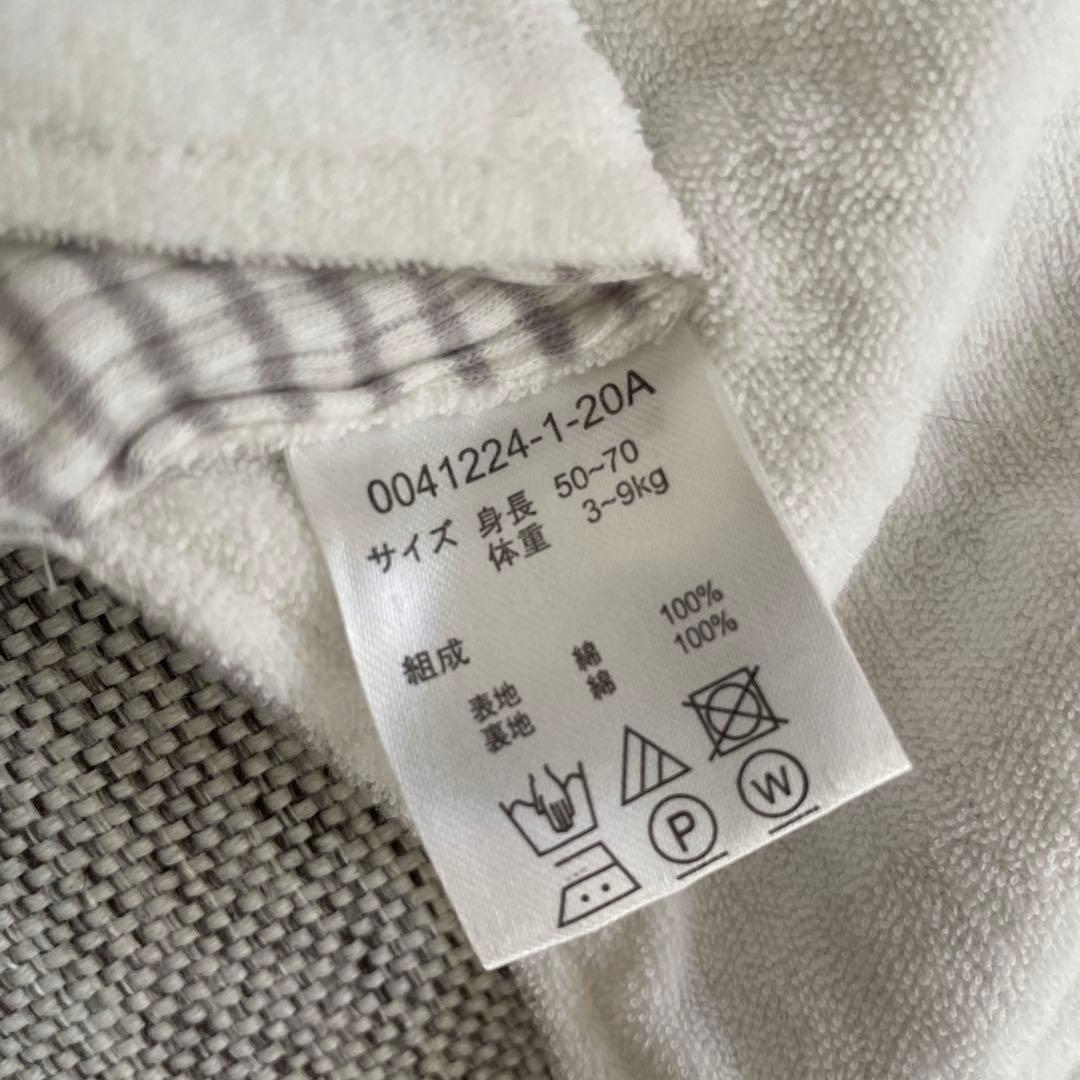 0041224-1-20A
サイズ 身長 50~70
体重 3~9kg
組成
表地 綿 100%
裏地 綿 100%
P W